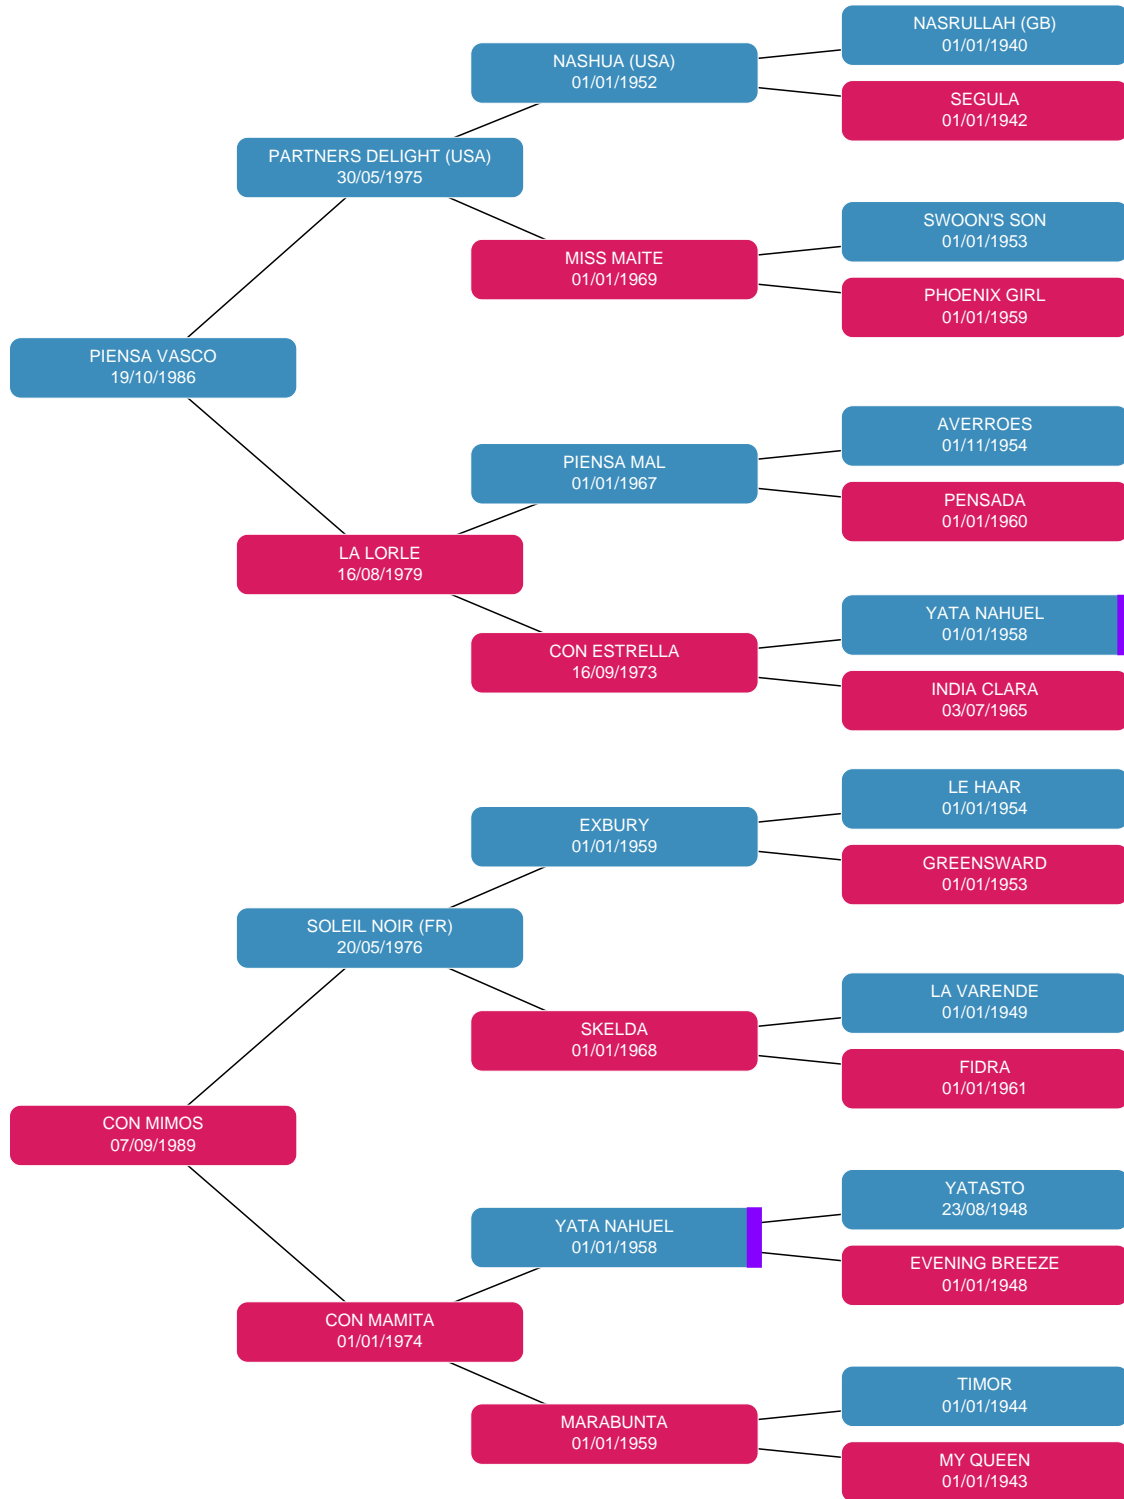 NASRULLAH (GB)
01/01/1940
NASHUA (USA)
01/01/1952
SEGULA
01/01/1942
PARTNERS DELIGHT (USA)
30/05/1975
SWOON'S SON
01/01/1953
MISS MAITE
01/01/1969
PHOENIX GIRL
01/01/1959
PIENSA VASCO
19/10/1986
AVERROES
01/11/1954
PIENSA MAL
01/01/1967
PENSADA
01/01/1960
LA LORLE
16/08/1979
YATA NAHUEL
01/01/1958
CON ESTRELLA
16/09/1973
INDIA CLARA
03/07/1965
LE HAAR
01/01/1954
EXBURY
01/01/1959
GREENSWARD
01/01/1953
SOLEIL NOIR (FR)
20/05/1976
LA VARENDE
01/01/1949
SKELDA
01/01/1968
FIDRA
01/01/1961
CON MIMOS
07/09/1989
YATASTO
23/08/1948
YATA NAHUEL
01/01/1958
EVENING BREEZE
01/01/1948
CON MAMITA
01/01/1974
TIMOR
01/01/1944
MARABUNTA
01/01/1959
MY QUEEN
01/01/1943